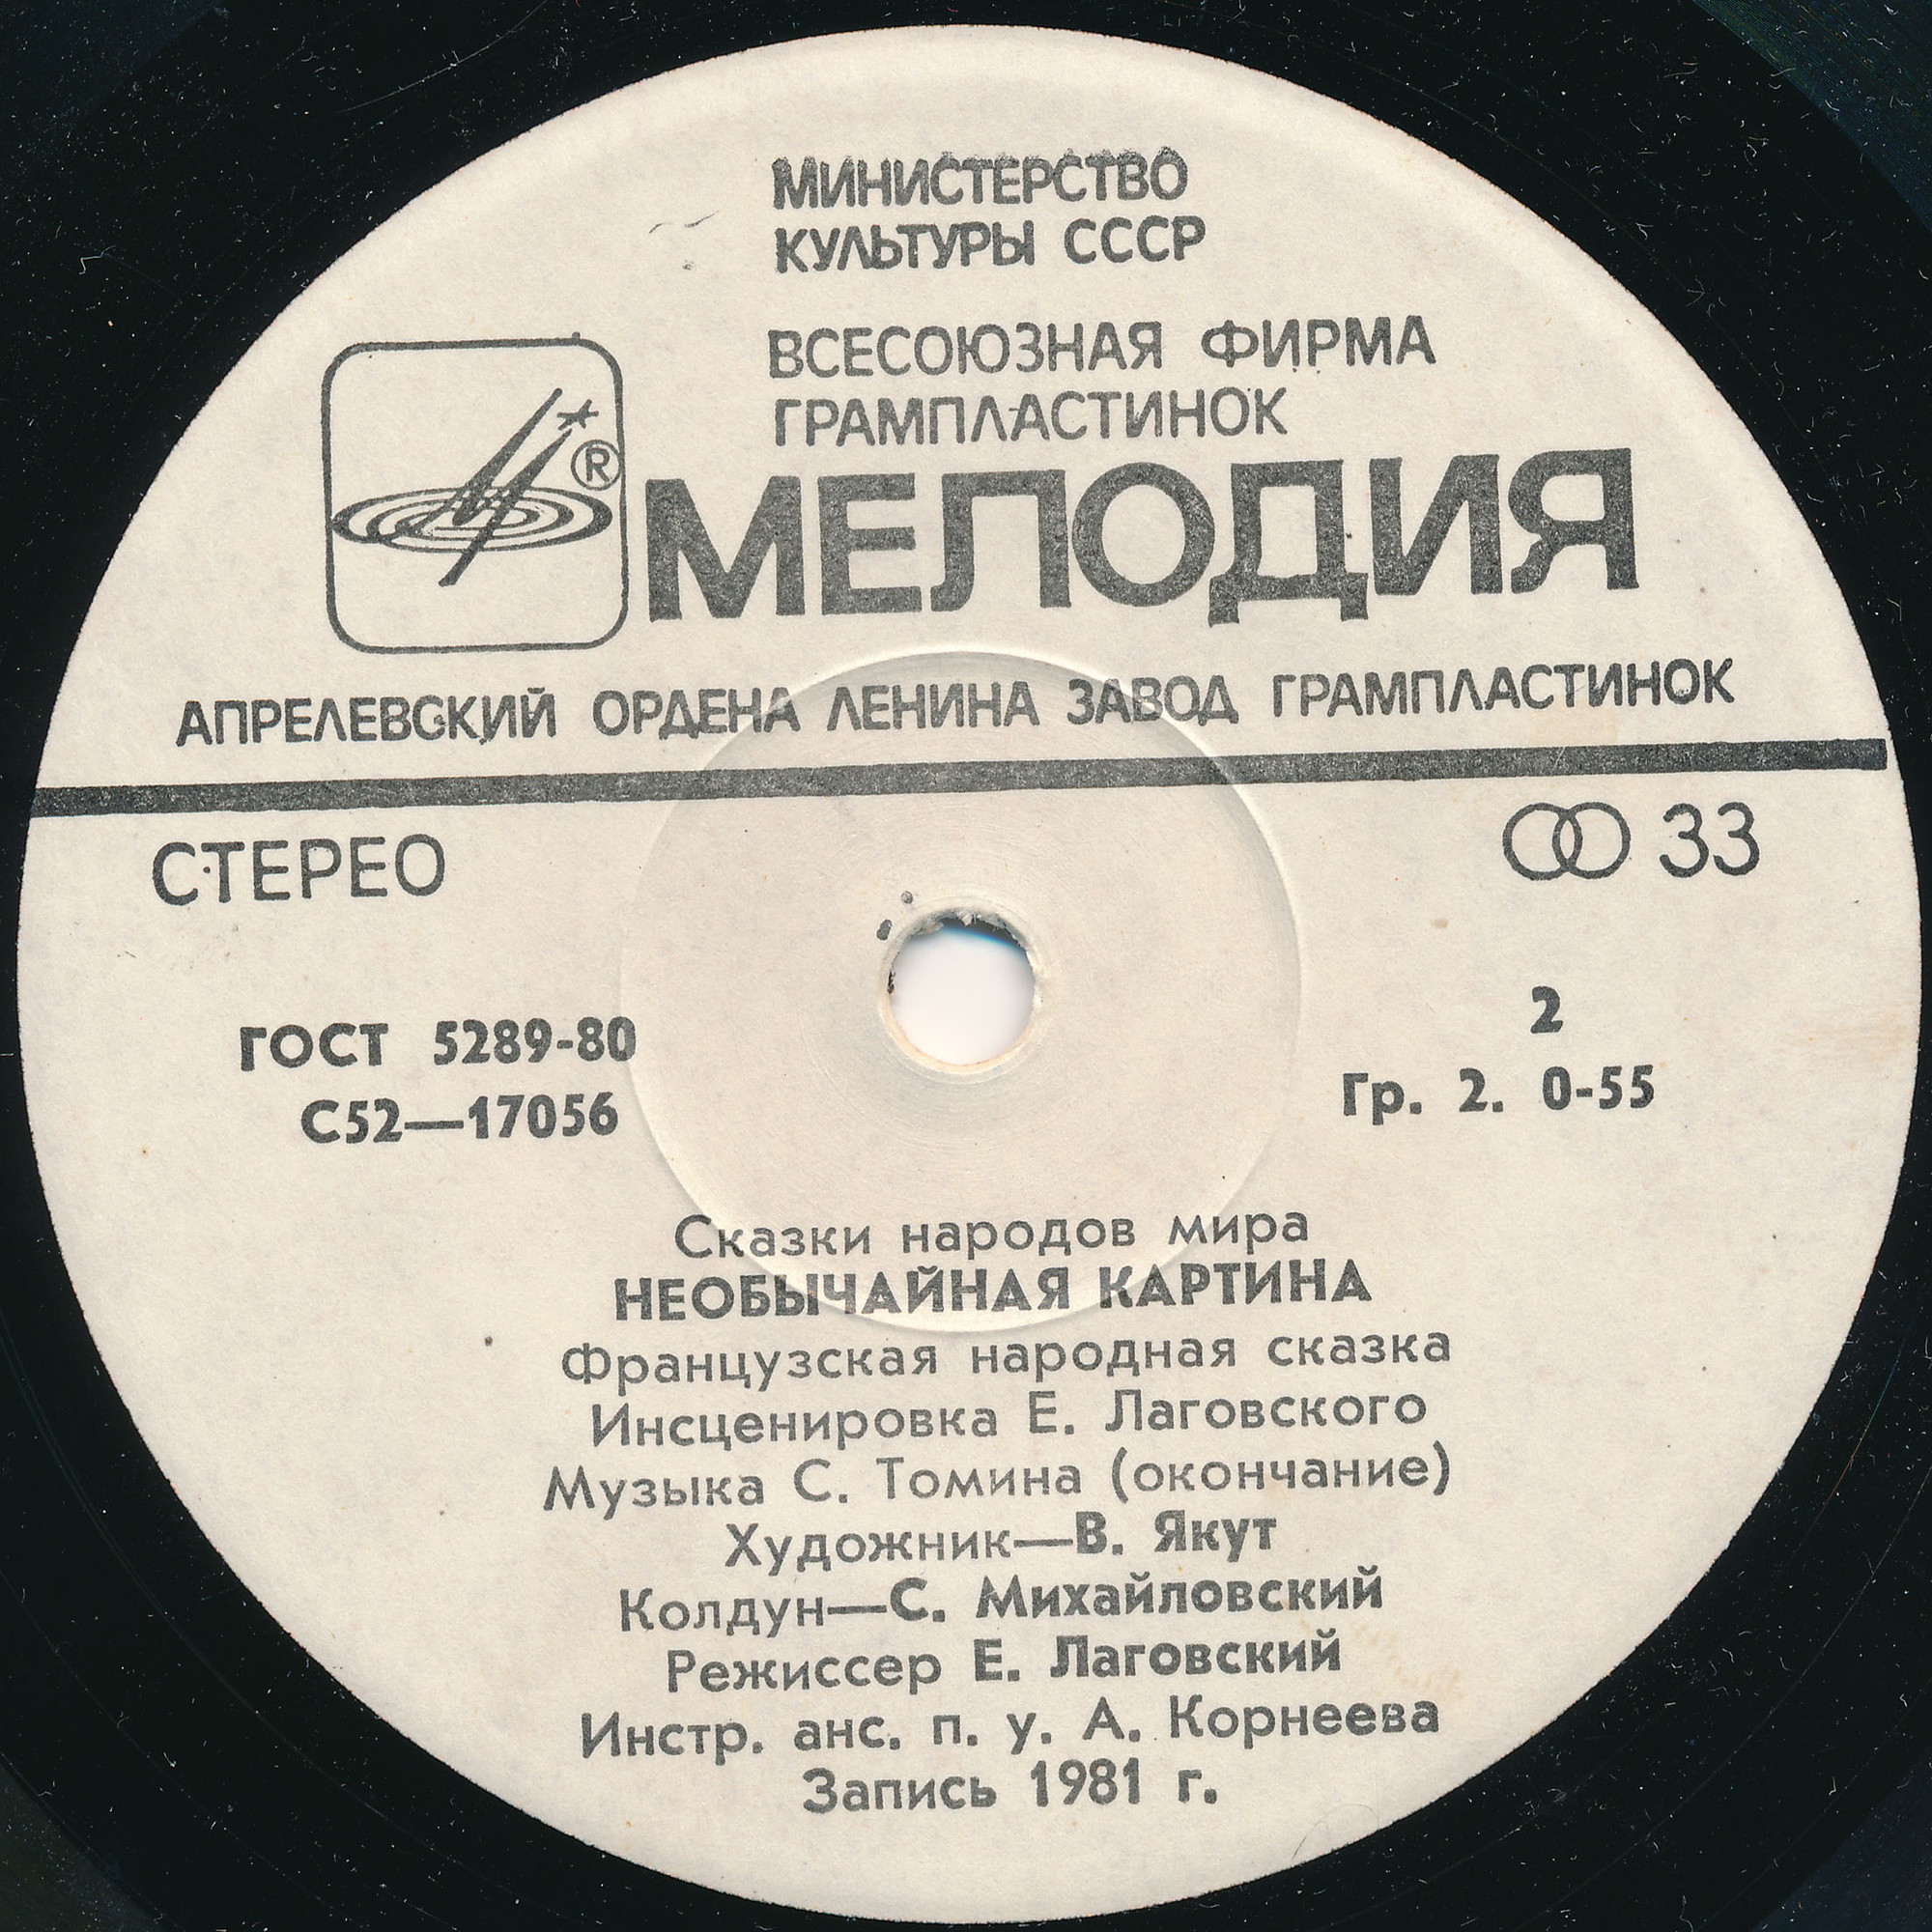 МИНИСТЕРСТВО
КУЛЬТУРЫ СССР
ВСЕСОЮЗНАЯ ФИРМА
ГРАМПЛАСТИНОК
® МЕЛОДИЯ
АПРЕЛЕВСКИЙ ОРДЕНА ЛЕНИНА ЗАВОД ГРАМПЛАСТИНОК
СТЕРЕО 33
ГОСТ 5289-80 2
С52—17056 Гр. 2. 0-55
Сказки народов мира
НЕОБЫЧАЙНАЯ КАРТИНА
Французская народная сказка
Инсценировка Е. Лаговского
Музыка С. Томина (окончание)
Художник—В. Якут
Колдун—С. Михайловский
Режиссер Е. Лаговский
Инстр. анс. п. у. А. Корнеева
Запись 1981 г.